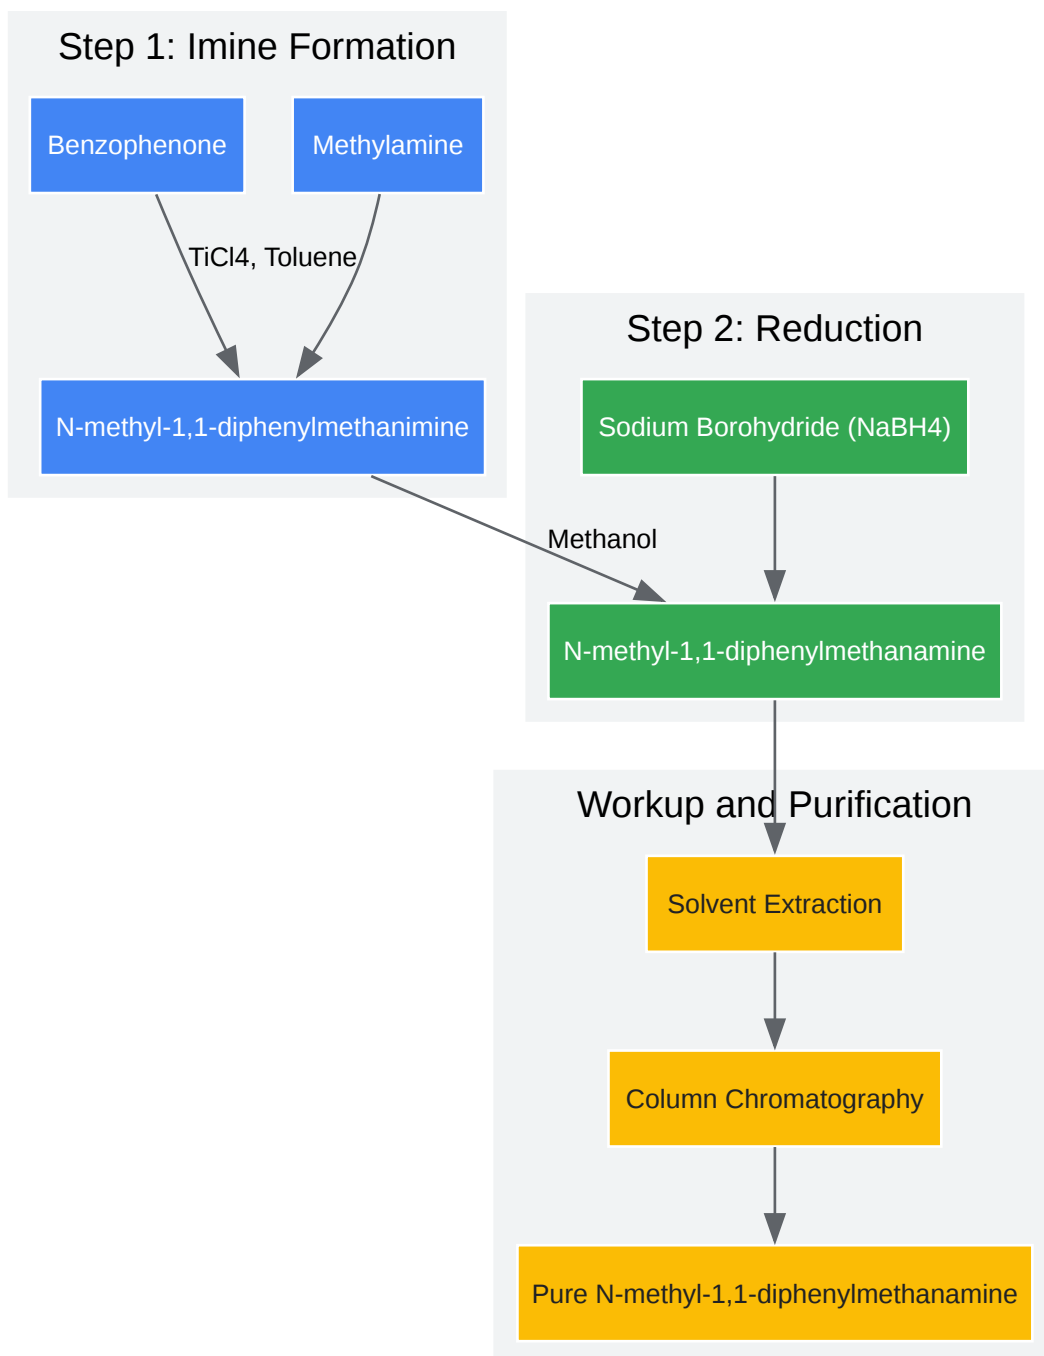 Step 1: Imine Formation
Benzophenone
Methylamine
TiCl4, Toluene
N-methyl-1,1-diphenylmethanimine
Step 2: Reduction
Sodium Borohydride (NaBH4)
Methanol
N-methyl-1,1-diphenylmethanamine
Workup and Purification
Solvent Extraction
Column Chromatography
Pure N-methyl-1,1-diphenylmethanamine